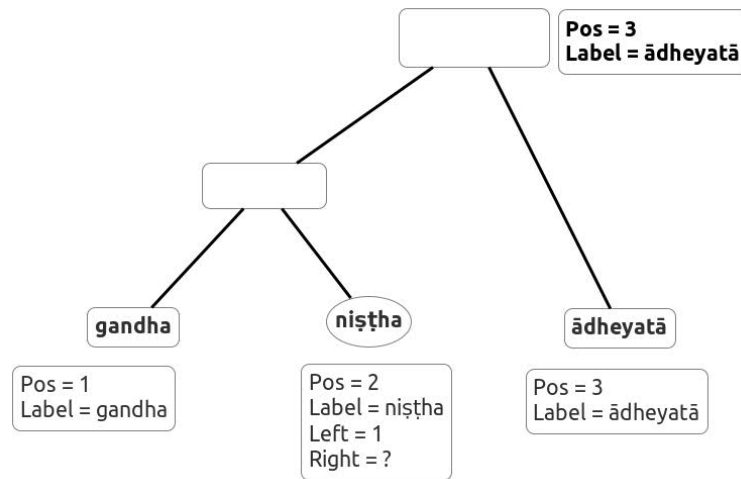 Pos = 3
Label = ādheyatā
gandha
niṣṭha
ādheyatā
Pos = 1
Label = gandha
Pos = 2
Label = niṣṭha
Left = 1
Right = ?
Pos = 3
Label = ādheyatā